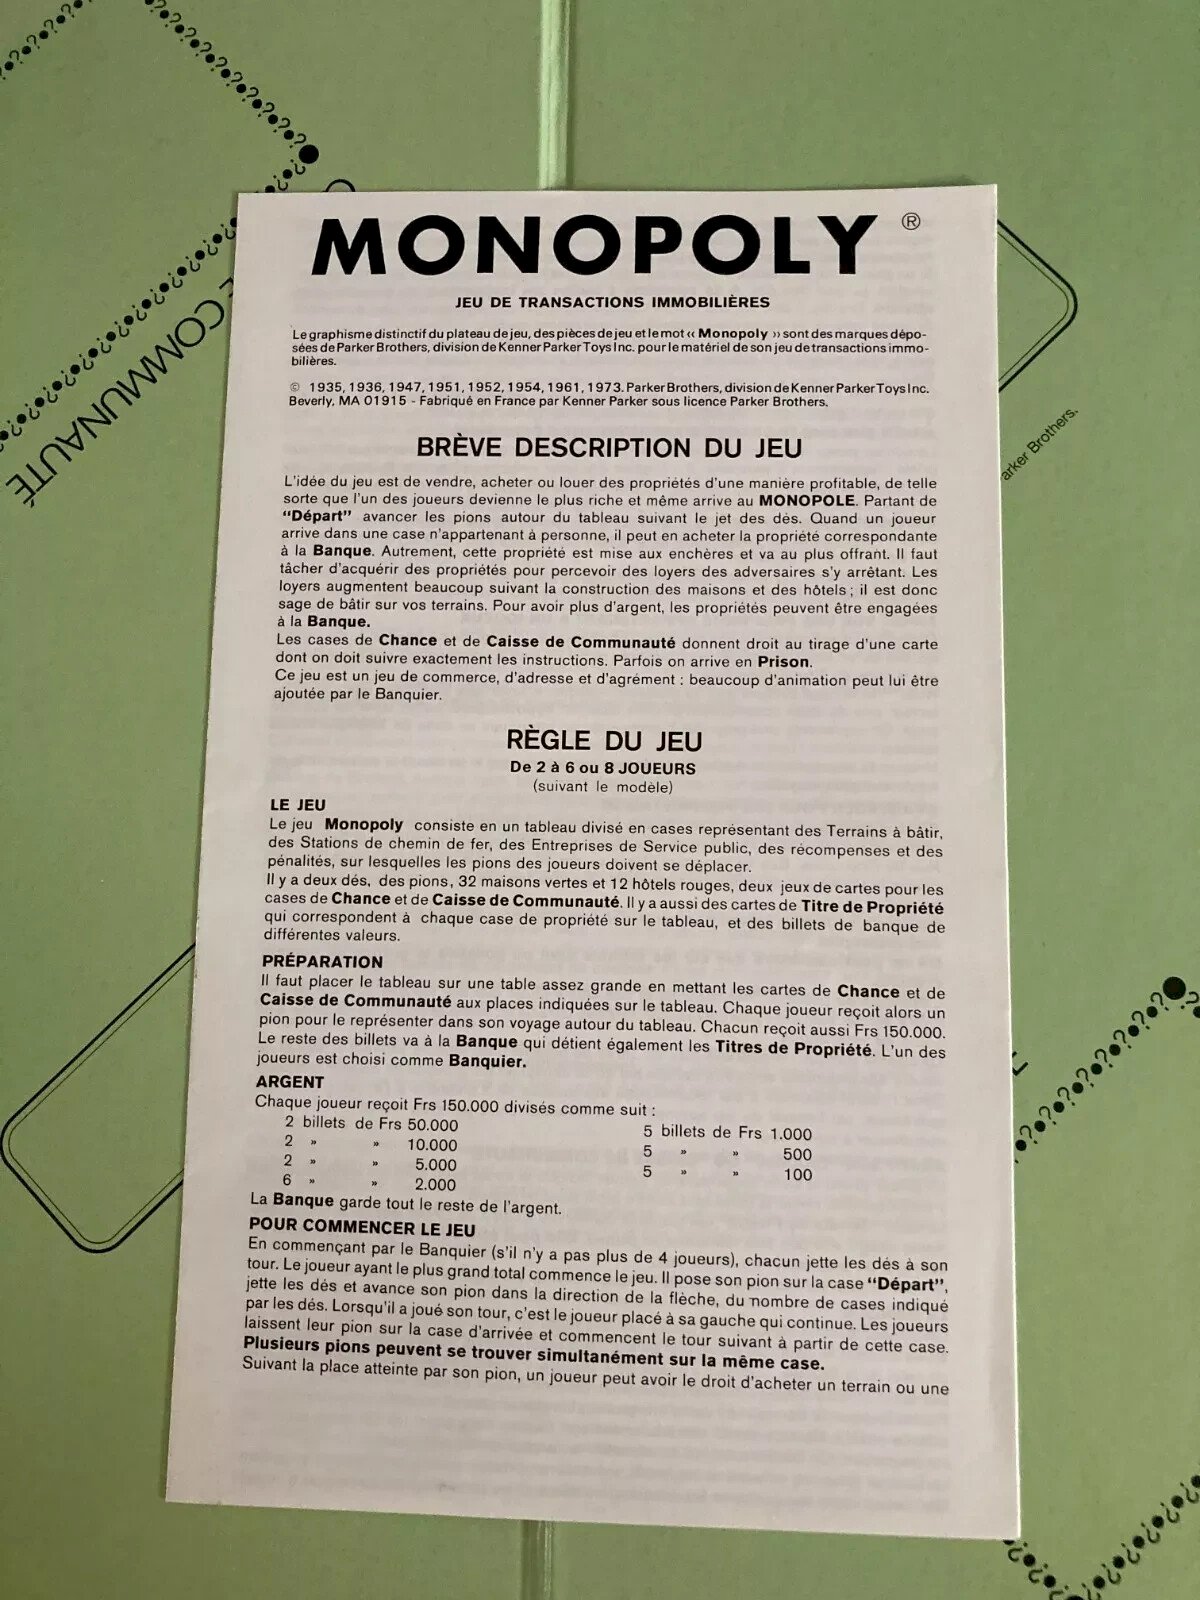 MONOPOLY ®
JEU DE TRANSACTIONS IMMOBILIÈRES
Le graphisme distinctif du plateau de jeu, des pièces de jeu et le mot « Monopoly » sont des marques dépo-
sées de Parker Brothers, division de Kenner Parker Toys Inc. pour le matériel de son jeu de transactions immo-
bilières.
© 1935, 1936, 1947, 1951, 1952, 1954, 1961, 1973. Parker Brothers, division de Kenner Parker Toys Inc.
Beverly, MA 01915 - Fabriqué en France par Kenner Parker sous licence Parker Brothers.
BRÈVE DESCRIPTION DU JEU
L'idée du jeu est de vendre, acheter ou louer des propriétés d'une manière profitable, de telle
sorte que l'un des joueurs devienne le plus riche et même arrive au MONOPOLE. Partant de
"Départ" avancer les pions autour du tableau suivant le jet des dés. Quand un joueur
arrive dans une case n'appartenant à personne, il peut en acheter la propriété correspondante
à la Banque. Autrement, cette propriété est mise aux enchères et va au plus offrant. Il faut
tâcher d'acquérir des propriétés pour percevoir des loyers des adversaires s'y arrêtant. Les
loyers augmentent beaucoup suivant la construction des maisons et des hôtels ; il est donc
sage de bâtir sur vos terrains. Pour avoir plus d'argent, les propriétés peuvent être engagées
à la Banque.
Les cases de Chance et de Caisse de Communauté donnent droit au tirage d'une carte
dont on doit suivre exactement les instructions. Parfois on arrive en Prison.
Ce jeu est un jeu de commerce, d'adresse et d'agrément : beaucoup d'animation peut lui être
ajoutée par le Banquier.
RÈGLE DU JEU
De 2 à 6 ou 8 JOUEURS
(suivant le modèle)
LE JEU
Le jeu Monopoly consiste en un tableau divisé en cases représentant des Terrains à bâtir,
des Stations de chemin de fer, des Entreprises de Service public, des récompenses et des
pénalités, sur lesquelles les pions des joueurs doivent se déplacer.
Il y a deux dés, des pions, 32 maisons vertes et 12 hôtels rouges, deux jeux de cartes pour les
cases de Chance et de Caisse de Communauté. Il y a aussi des cartes de Titre de Propriété
qui correspondent à chaque case de propriété sur le tableau, et des billets de banque de
différentes valeurs.
PRÉPARATION
Il faut placer le tableau sur une table assez grande en mettant les cartes de Chance et de
Caisse de Communauté aux places indiquées sur le tableau. Chaque joueur reçoit alors un
pion pour le représenter dans son voyage autour du tableau. Chacun reçoit aussi Frs 150.000.
Le reste des billets va à la Banque qui détient également les Titres de Propriété. L'un des
joueurs est choisi comme Banquier.
ARGENT
Chaque joueur reçoit Frs 150.000 divisés comme suit :
2 billets de Frs 50.000 5 billets de Frs 1.000
2 » » 10.000 5 » » 500
2 » » 5.000 5 » » 100
6 » » 2.000
La Banque garde tout le reste de l'argent.
POUR COMMENCER LE JEU
En commençant par le Banquier (s'il n'y a pas plus de 4 joueurs), chacun jette les dés à son
tour. Le joueur ayant le plus grand total commence le jeu. Il pose son pion sur la case "Départ",
jette les dés et avance son pion dans la direction de la flèche, du nombre de cases indiqué
par les dés. Lorsqu'il a joué son tour, c'est le joueur placé à sa gauche qui continue. Les joueurs
laissent leur pion sur la case d'arrivée et commencent le tour suivant à partir de cette case.
Plusieurs pions peuvent se trouver simultanément sur la même case.
Suivant la place atteinte par son pion, un joueur peut avoir le droit d'acheter un terrain ou une
COMMUNAUTÉ
arker Brothers.